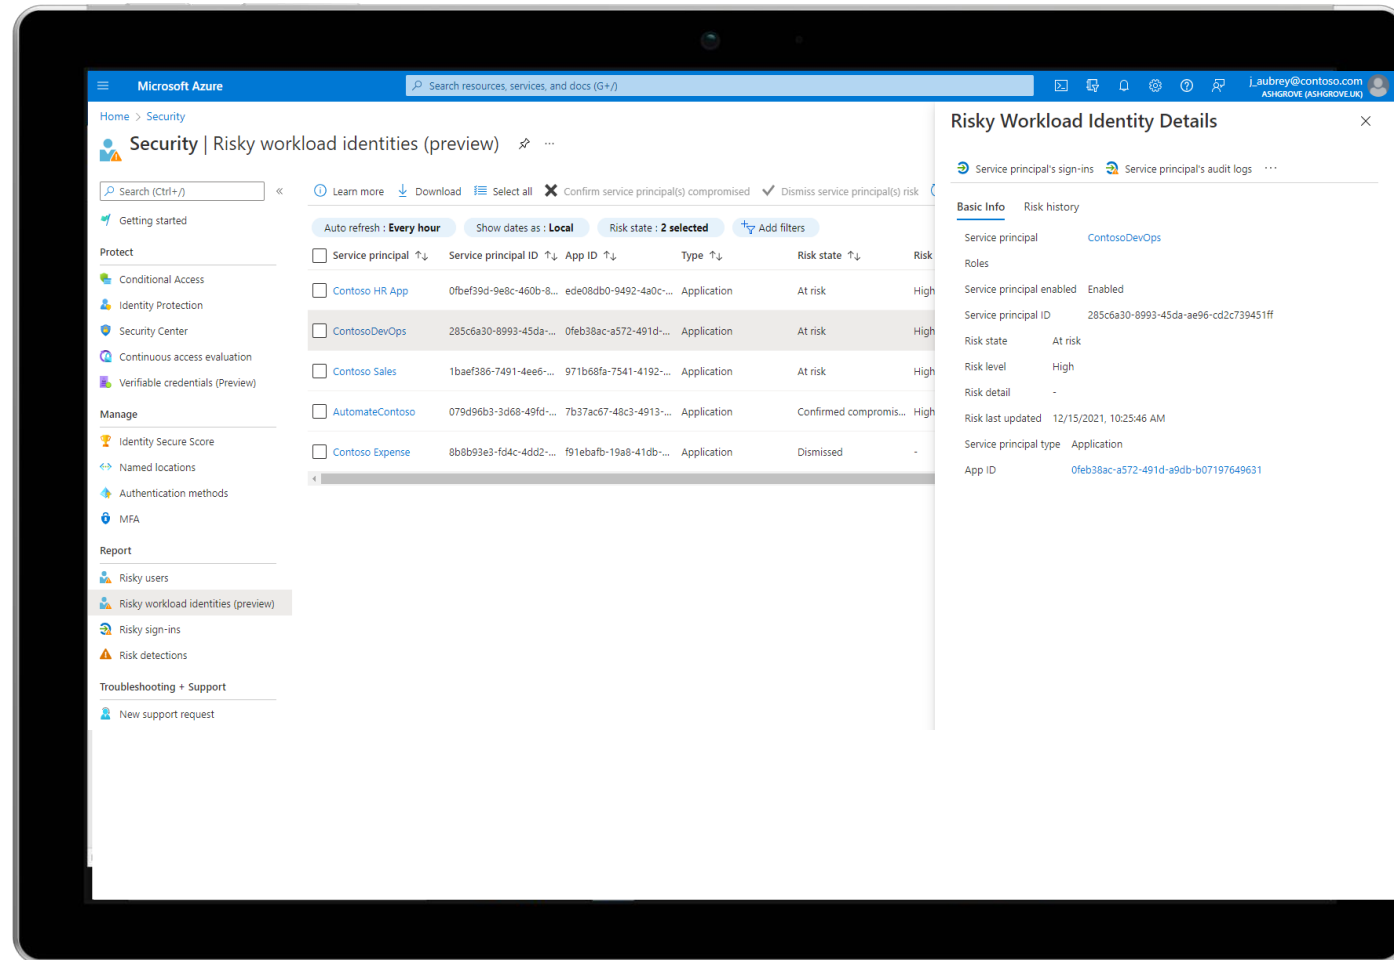 Microsoft Azure
Search resources, services, and docs (G+/)
j_aubrey@contoso.com
ASHGROVE (ASHGROVE.UK)
Home > Security
Security | Risky workload identities (preview)
Search (Ctrl+/)
Getting started
Protect
Conditional Access
Identity Protection
Security Center
Continuous access evaluation
Verifiable credentials (Preview)
Manage
Identity Secure Score
Named locations
Authentication methods
MFA
Report
Risky users
Risky workload identities (preview)
Risky sign-ins
Risk detections
Troubleshooting + Support
New support request
Learn more Download Select all Confirm service principal(s) compromised Dismiss service principal(s) risk
Auto refresh : Every hour Show dates as : Local Risk state : 2 selected Add filters
Service principal Service principal ID App ID Type Risk state Risk
Contoso HR App 0fbef39d-9e8c-460b-8... ede08db0-9492-4a0c-... Application At risk High
ContosoDevOps 285c6a30-8993-45da-... 0feb38ac-a572-491d-... Application At risk High
Contoso Sales 1baef386-7491-4ee6-... 971b68fa-7541-4192-... Application At risk High
AutomateContoso 079d96b3-3d68-49fd-... 7b37ac67-48c3-4913-... Application Confirmed compromis... High
Contoso Expense 8b8b93e3-fd4c-4dd2-... f91ebafb-19a8-41db-... Application Dismissed -
Risky Workload Identity Details
Service principal's sign-ins Service principal's audit logs ...
Basic Info Risk history
Service principal ContosoDevOps
Roles
Service principal enabled Enabled
Service principal ID 285c6a30-8993-45da-ae96-cd2c739451ff
Risk state At risk
Risk level High
Risk detail -
Risk last updated 12/15/2021, 10:25:46 AM
Service principal type Application
App ID 0feb38ac-a572-491d-a9db-b07197649631